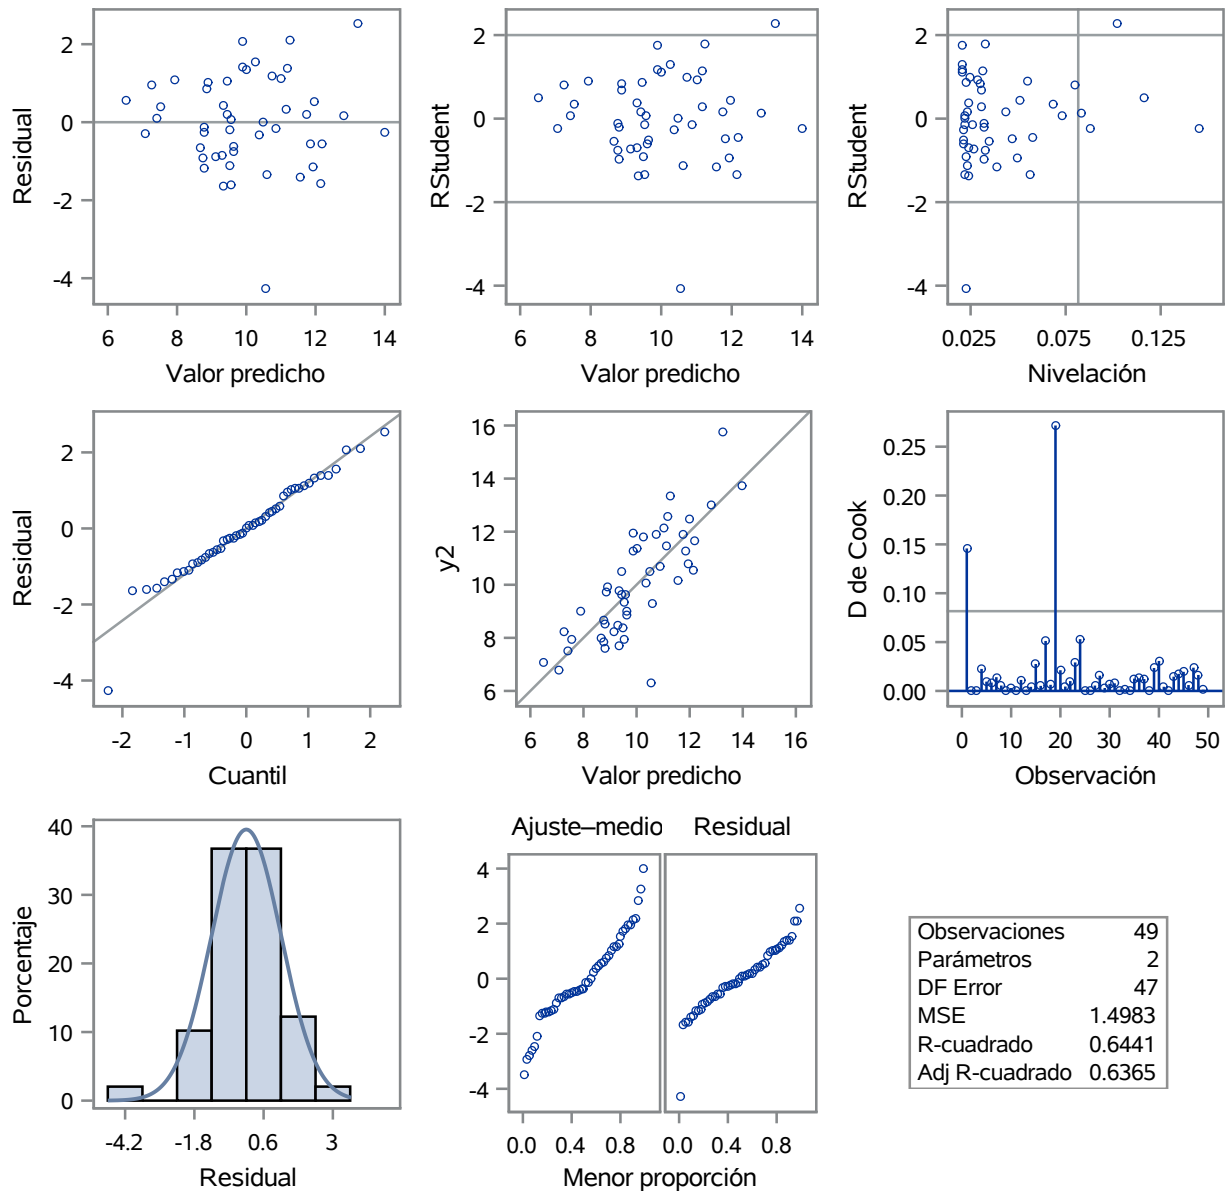 2
0
-2
-4
Residual
6 8 10 12 14
Valor predicho
2
0
-2
-4
RStudent
6 8 10 12 14
Valor predicho
2
0
-2
-4
RStudent
0.025 0.075 0.125
Nivelación
2
0
-2
-4
Residual
-2 -1 0 1 2
Cuantil
16
14
12
10
8
6
y2
6 8 10 12 14 16
Valor predicho
0.25
0.20
0.15
0.10
0.05
0.00
D de Cook
0 10 20 30 40 50
Observación
40
30
20
10
0
Porcentaje
-4.2 -1.8 0.6 3
Residual
Ajuste–medio Residual
4
2
0
-2
-4
0.0 0.4 0.8 0.0 0.4 0.8
Menor proporción
Observaciones 49
Parámetros 2
DF Error 47
MSE 1.4983
R-cuadrado 0.6441
Adj R-cuadrado 0.6365